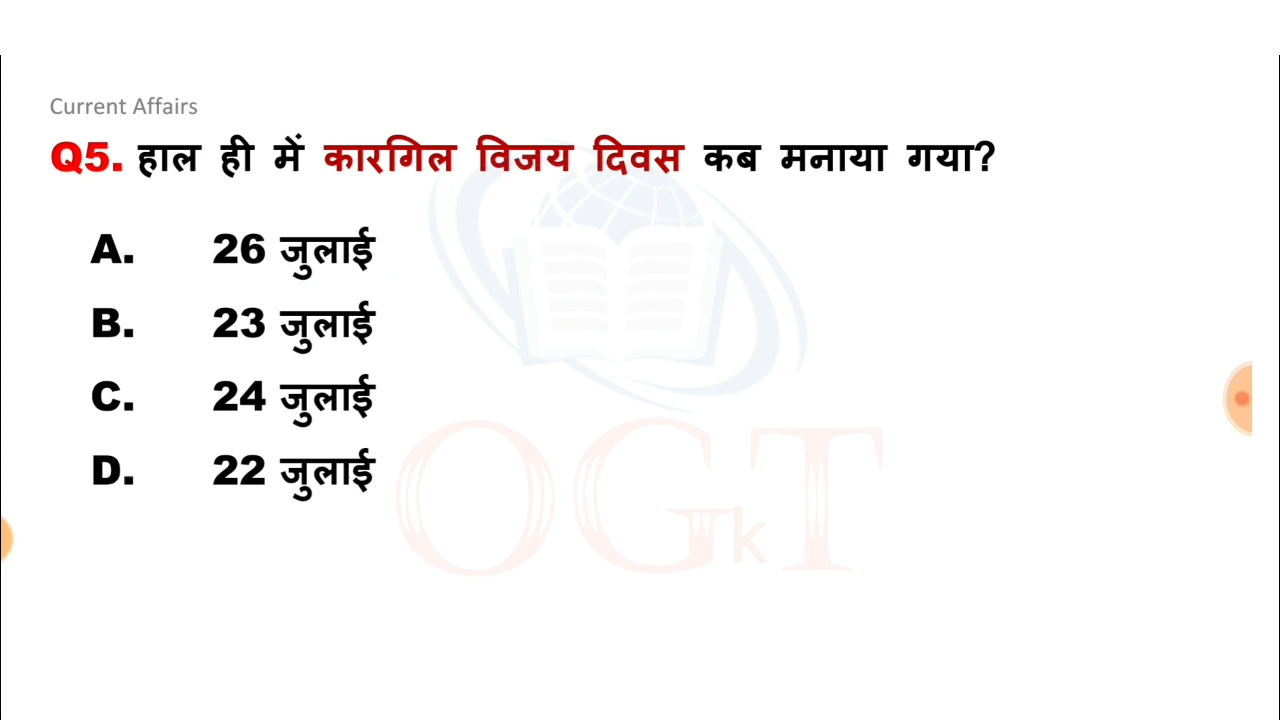 Current Affairs
Q5. हाल ही में कारगिल विजय दिवस कब मनाया गया?
A. 26 जुलाई
B. 23 जुलाई
C. 24 जुलाई
D. 22 जुलाई
OGkT